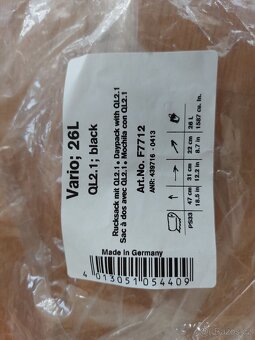 Vario; 26L
QL2.1; black
Rucksack mit QL2.1 • Daypack with QL2.1
Sac à dos avec QL2.1 • Mochila con QL2.1
Art.No. F7712
ANR: 439716 - 0413
PS33
47 cm
18.5 in.
31 cm
12.2 in.
22 cm
8.7 in.
26 L
1587 cu. in.
Made in Germany
4 013051 054409